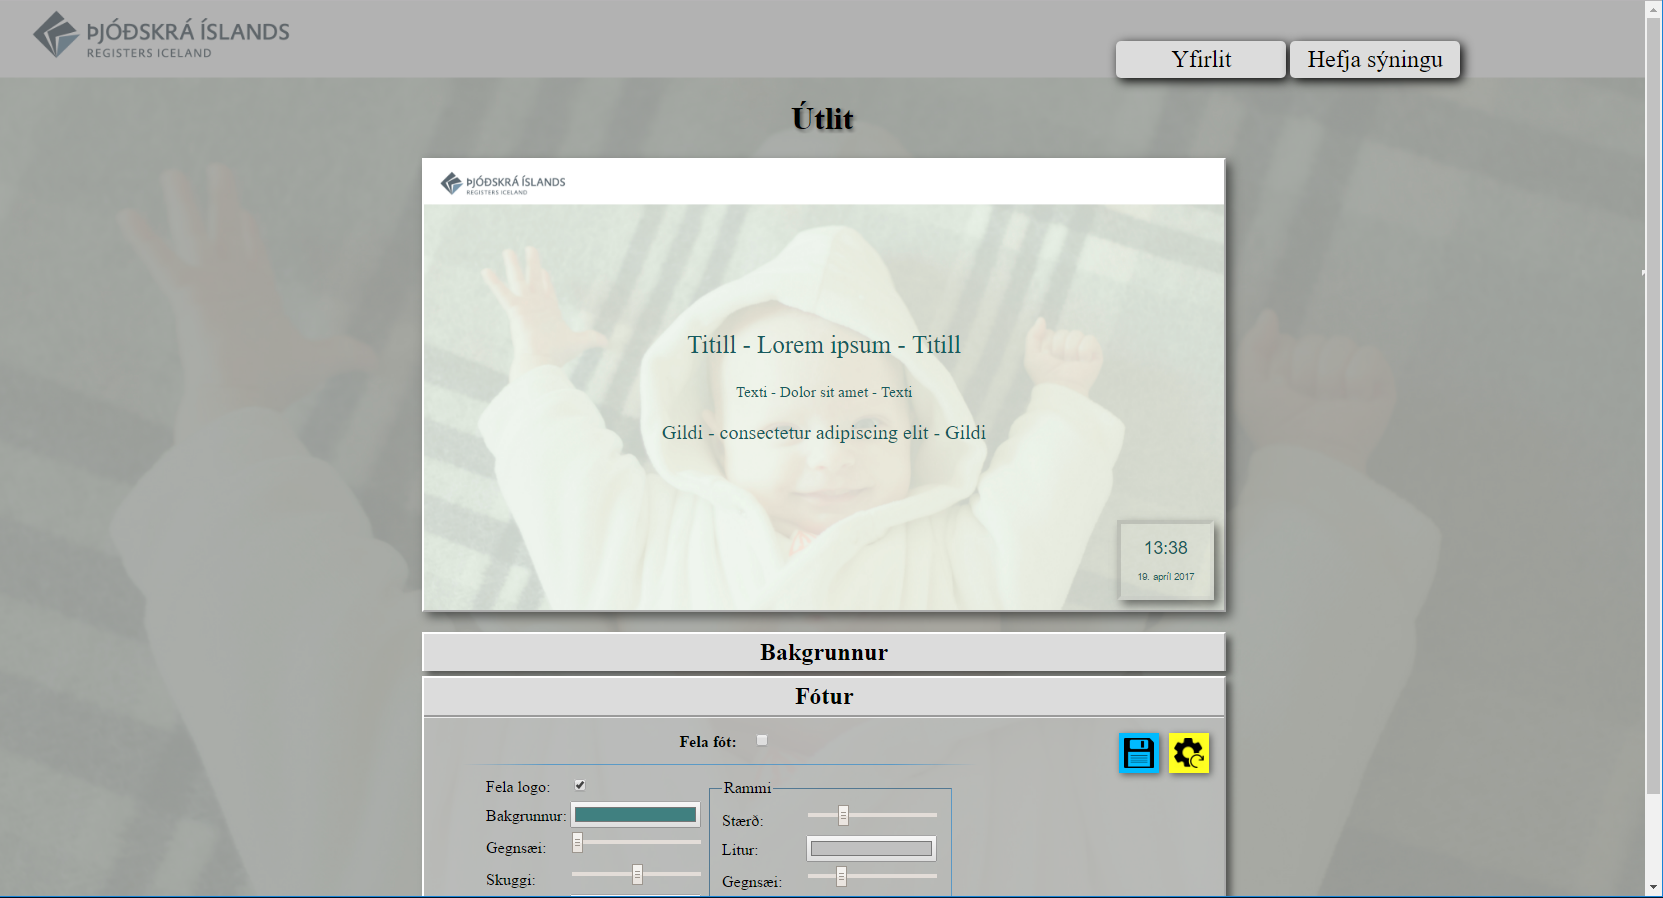 ÞJÓÐSKRÁ ÍSLANDS
REGISTERS ICELAND
Yfirlit
Hefja sýningu
Útlit
ÞJÓÐSKRÁ ÍSLANDS
REGISTERS ICELAND
Titill - Lorem ipsum - Titill
Texti - Dolor sit amet - Texti
Gildi - consectetur adipiscing elit - Gildi
13:38
19. apríl 2017
Bakgrunnur
Fótur
Fela fót:
Fela logo:
Bakgrunnur:
Gegnsæi:
Skuggi:
Rammi
Stærð:
Litur:
Gegnsæi: